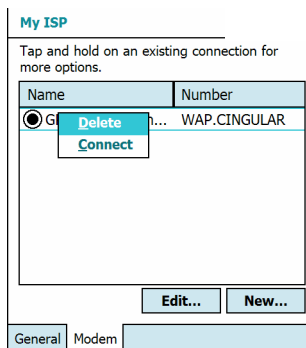 My ISP
Tap and hold on an existing connection for
more options.
Name Number
WAP.CINGULAR
Delete
Connect
Edit... New...
General Modem